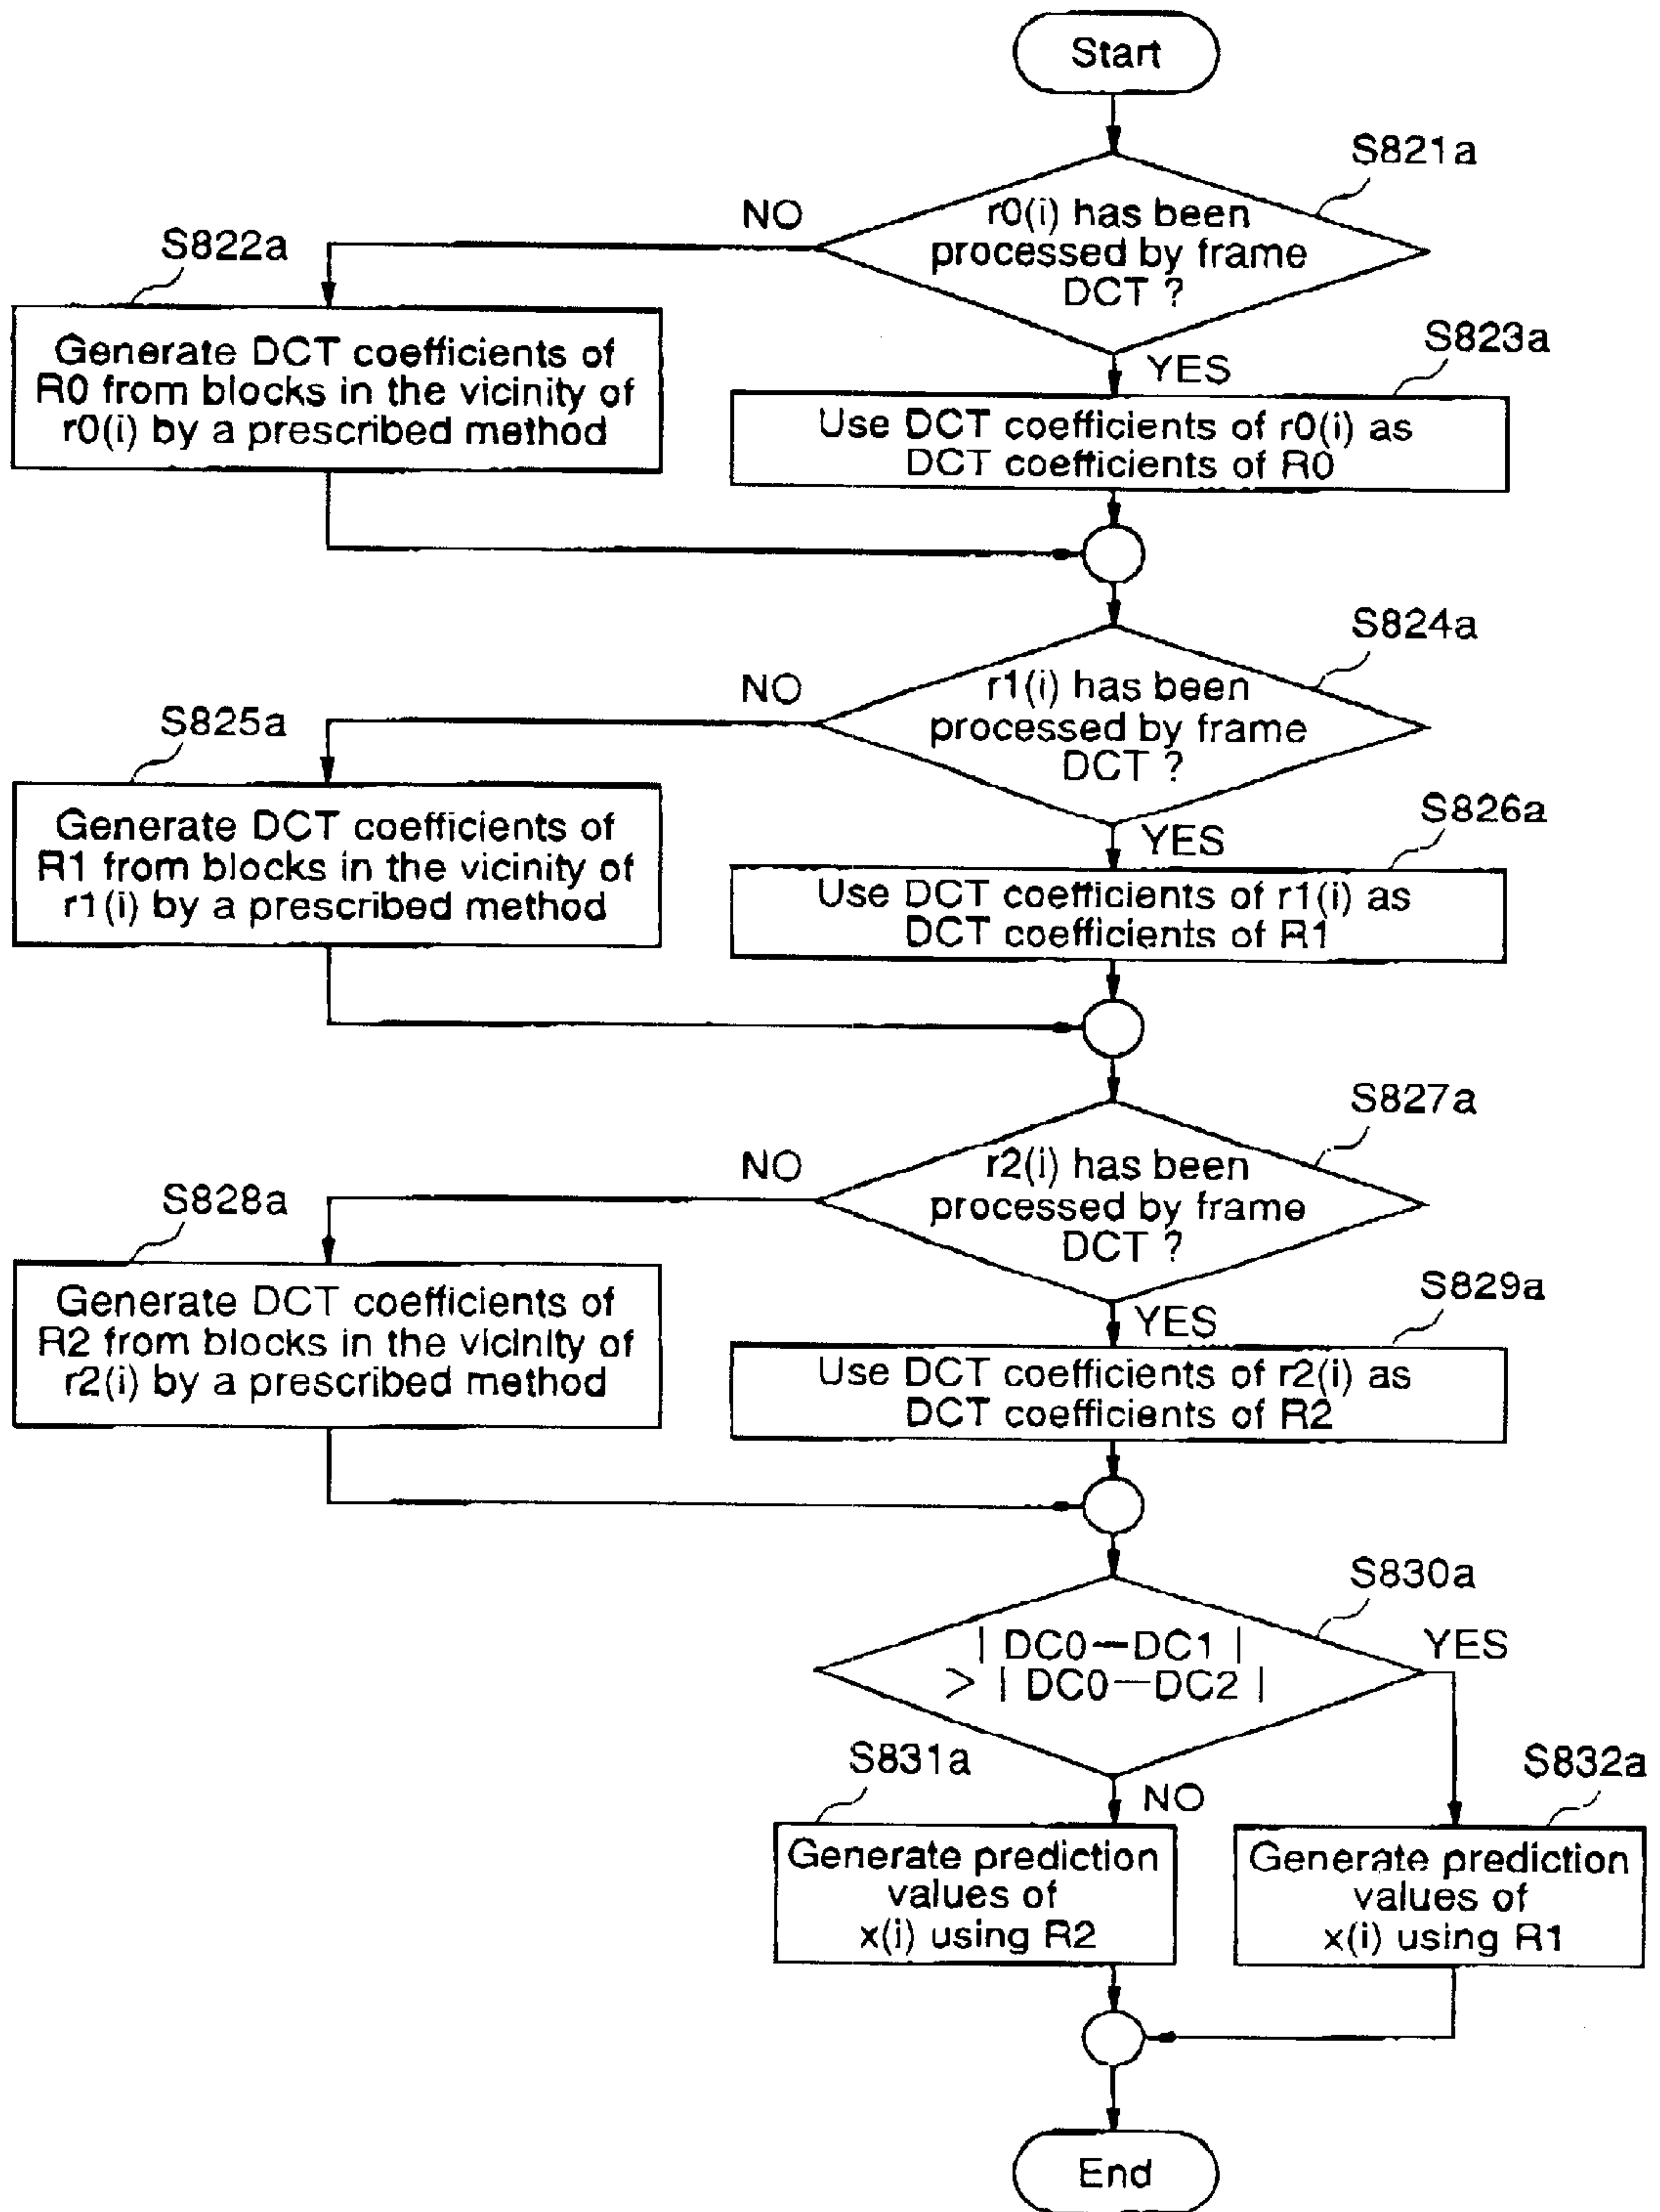 Start
S821a
r0(i) has been
processed by frame
DCT ?
NO
YES
S822a
Generate DCT coefficients of
R0 from blocks in the vicinity of
r0(i) by a prescribed method
S823a
Use DCT coefficients of r0(i) as
DCT coefficients of R0
S824a
r1(i) has been
processed by frame
DCT ?
NO
YES
S825a
Generate DCT coefficients of
R1 from blocks in the vicinity of
r1(i) by a prescribed method
S826a
Use DCT coefficients of r1(i) as
DCT coefficients of R1
S827a
r2(i) has been
processed by frame
DCT ?
NO
YES
S828a
Generate DCT coefficients of
R2 from blocks in the vicinity of
r2(i) by a prescribed method
S829a
Use DCT coefficients of r2(i) as
DCT coefficients of R2
S830a
| DC0—DC1 |
> | DC0—DC2 |
YES
NO
S831a
Generate prediction
values of
x(i) using R2
S832a
Generate prediction
values of
x(i) using R1
End